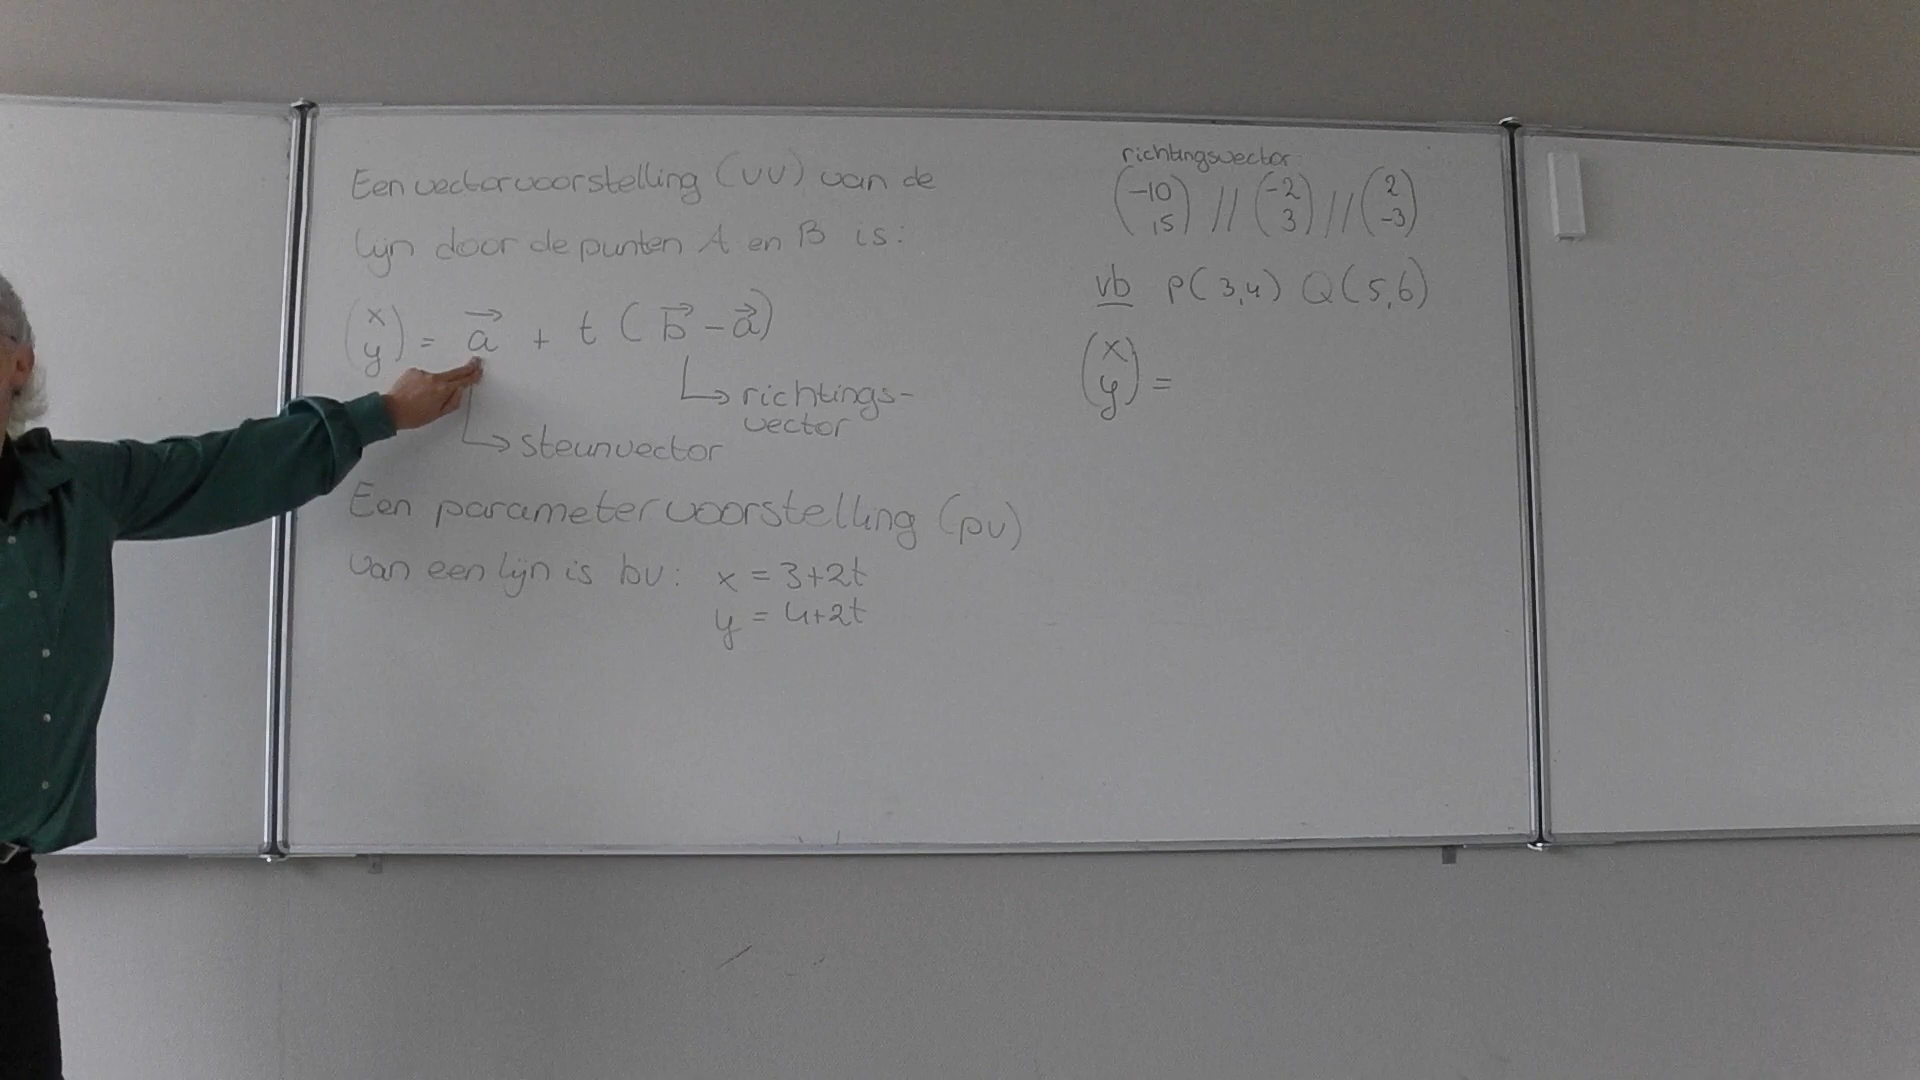 Een vectorvoorstelling (vv) van de
lijn door de punten A en B is:
(x y) = a→ + t (b→ - a→)
↳ richtings-
vector
↳ steunvector
Een parametervoorstelling (pv)
van een lijn is bv: x = 3+2t
y = 4+2t
richtingsvector:
(-10 15) // (-2 3) // (2 -3)
vb P(3,4) Q(5,6)
(x y) =